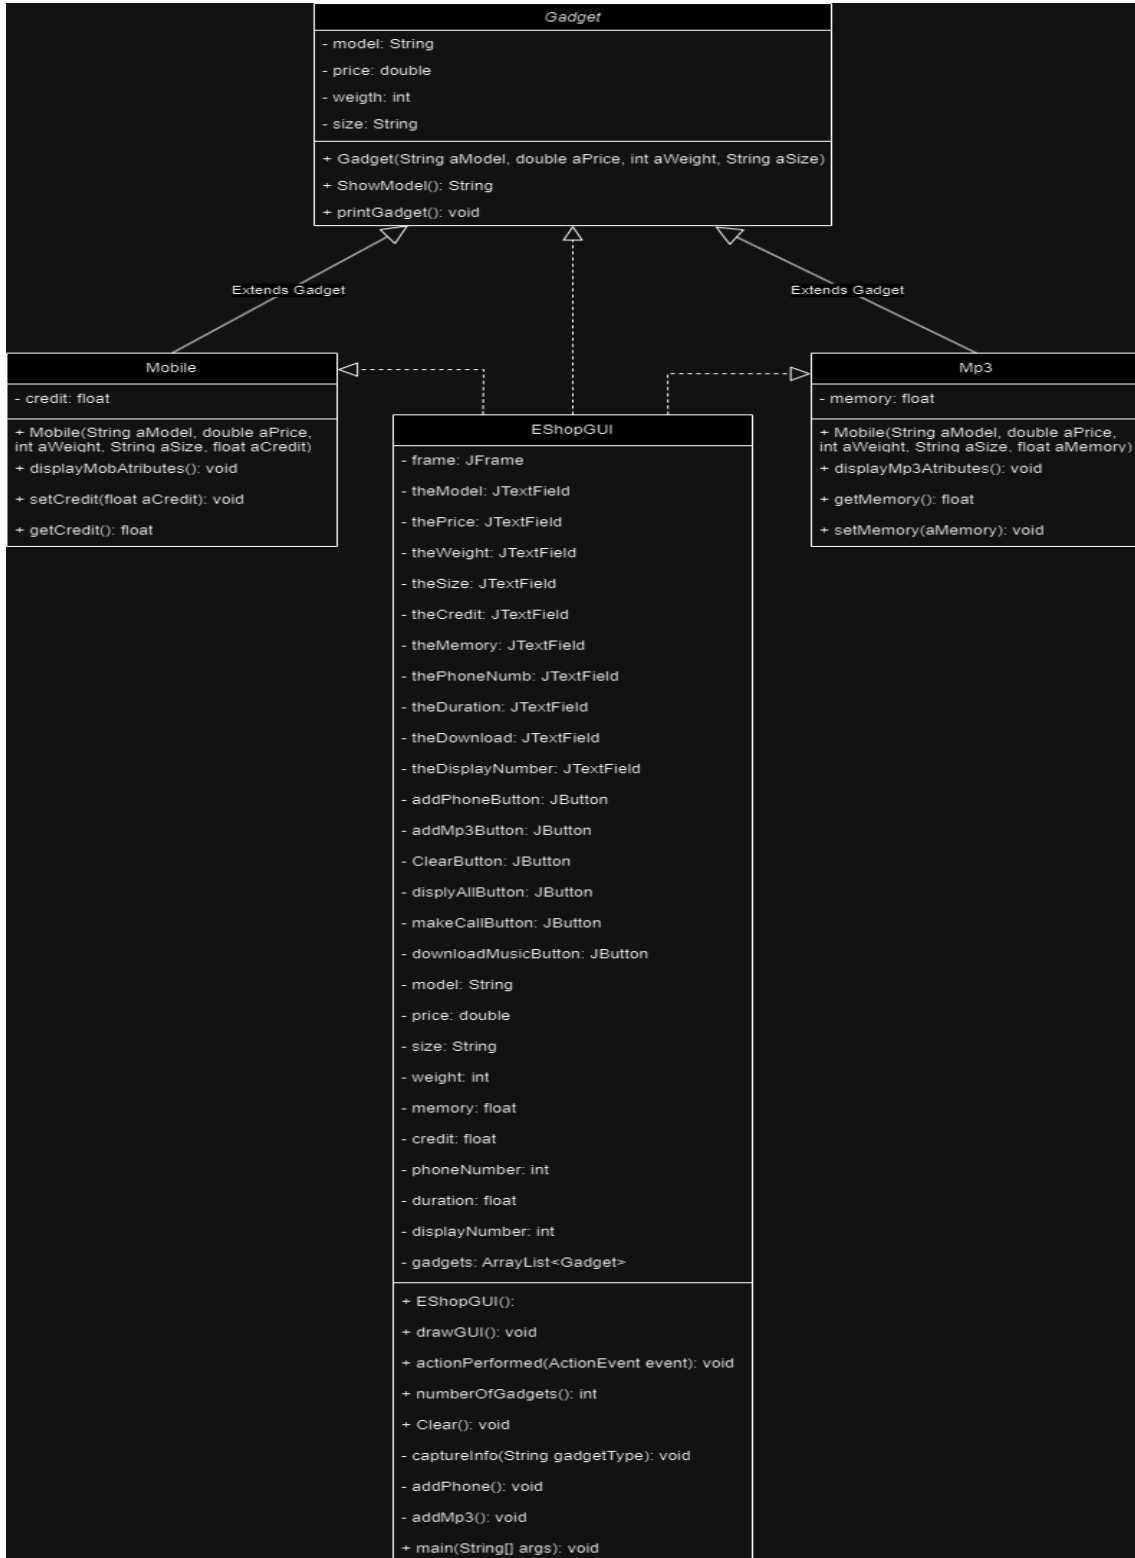 Gadget
- model: String
- price: double
- weigth: int
- size: String
+ Gadget(String aModel, double aPrice, int aWeight, String aSize)
+ ShowModel(): String
+ printGadget(): void
Extends Gadget
Extends Gadget
Mobile
- credit: float
+ Mobile(String aModel, double aPrice,
int aWeight, String aSize, float aCredit)
+ displayMobAtributes(): void
+ setCredit(float aCredit): void
+ getCredit(): float
Mp3
- memory: float
+ Mobile(String aModel, double aPrice,
int aWeight, String aSize, float aMemory)
+ displayMp3Atributes(): void
+ getMemory(): float
+ setMemory(aMemory): void
EShopGUI
- frame: JFrame
- theModel: JTextField
- thePrice: JTextField
- theWeight: JTextField
- theSize: JTextField
- theCredit: JTextField
- theMemory: JTextField
- thePhoneNumb: JTextField
- theDuration: JTextField
- theDownload: JTextField
- theDisplayNumber: JTextField
- addPhoneButton: JButton
- addMp3Button: JButton
- ClearButton: JButton
- displyAllButton: JButton
- makeCallButton: JButton
- downloadMusicButton: JButton
- model: String
- price: double
- size: String
- weight: int
- memory: float
- credit: float
- phoneNumber: int
- duration: float
- displayNumber: int
- gadgets: ArrayList<Gadget>
+ EShopGUI():
+ drawGUI(): void
+ actionPerformed(ActionEvent event): void
+ numberOfGadgets(): int
+ Clear(): void
- captureInfo(String gadgetType): void
- addPhone(): void
- addMp3(): void
+ main(String[] args): void